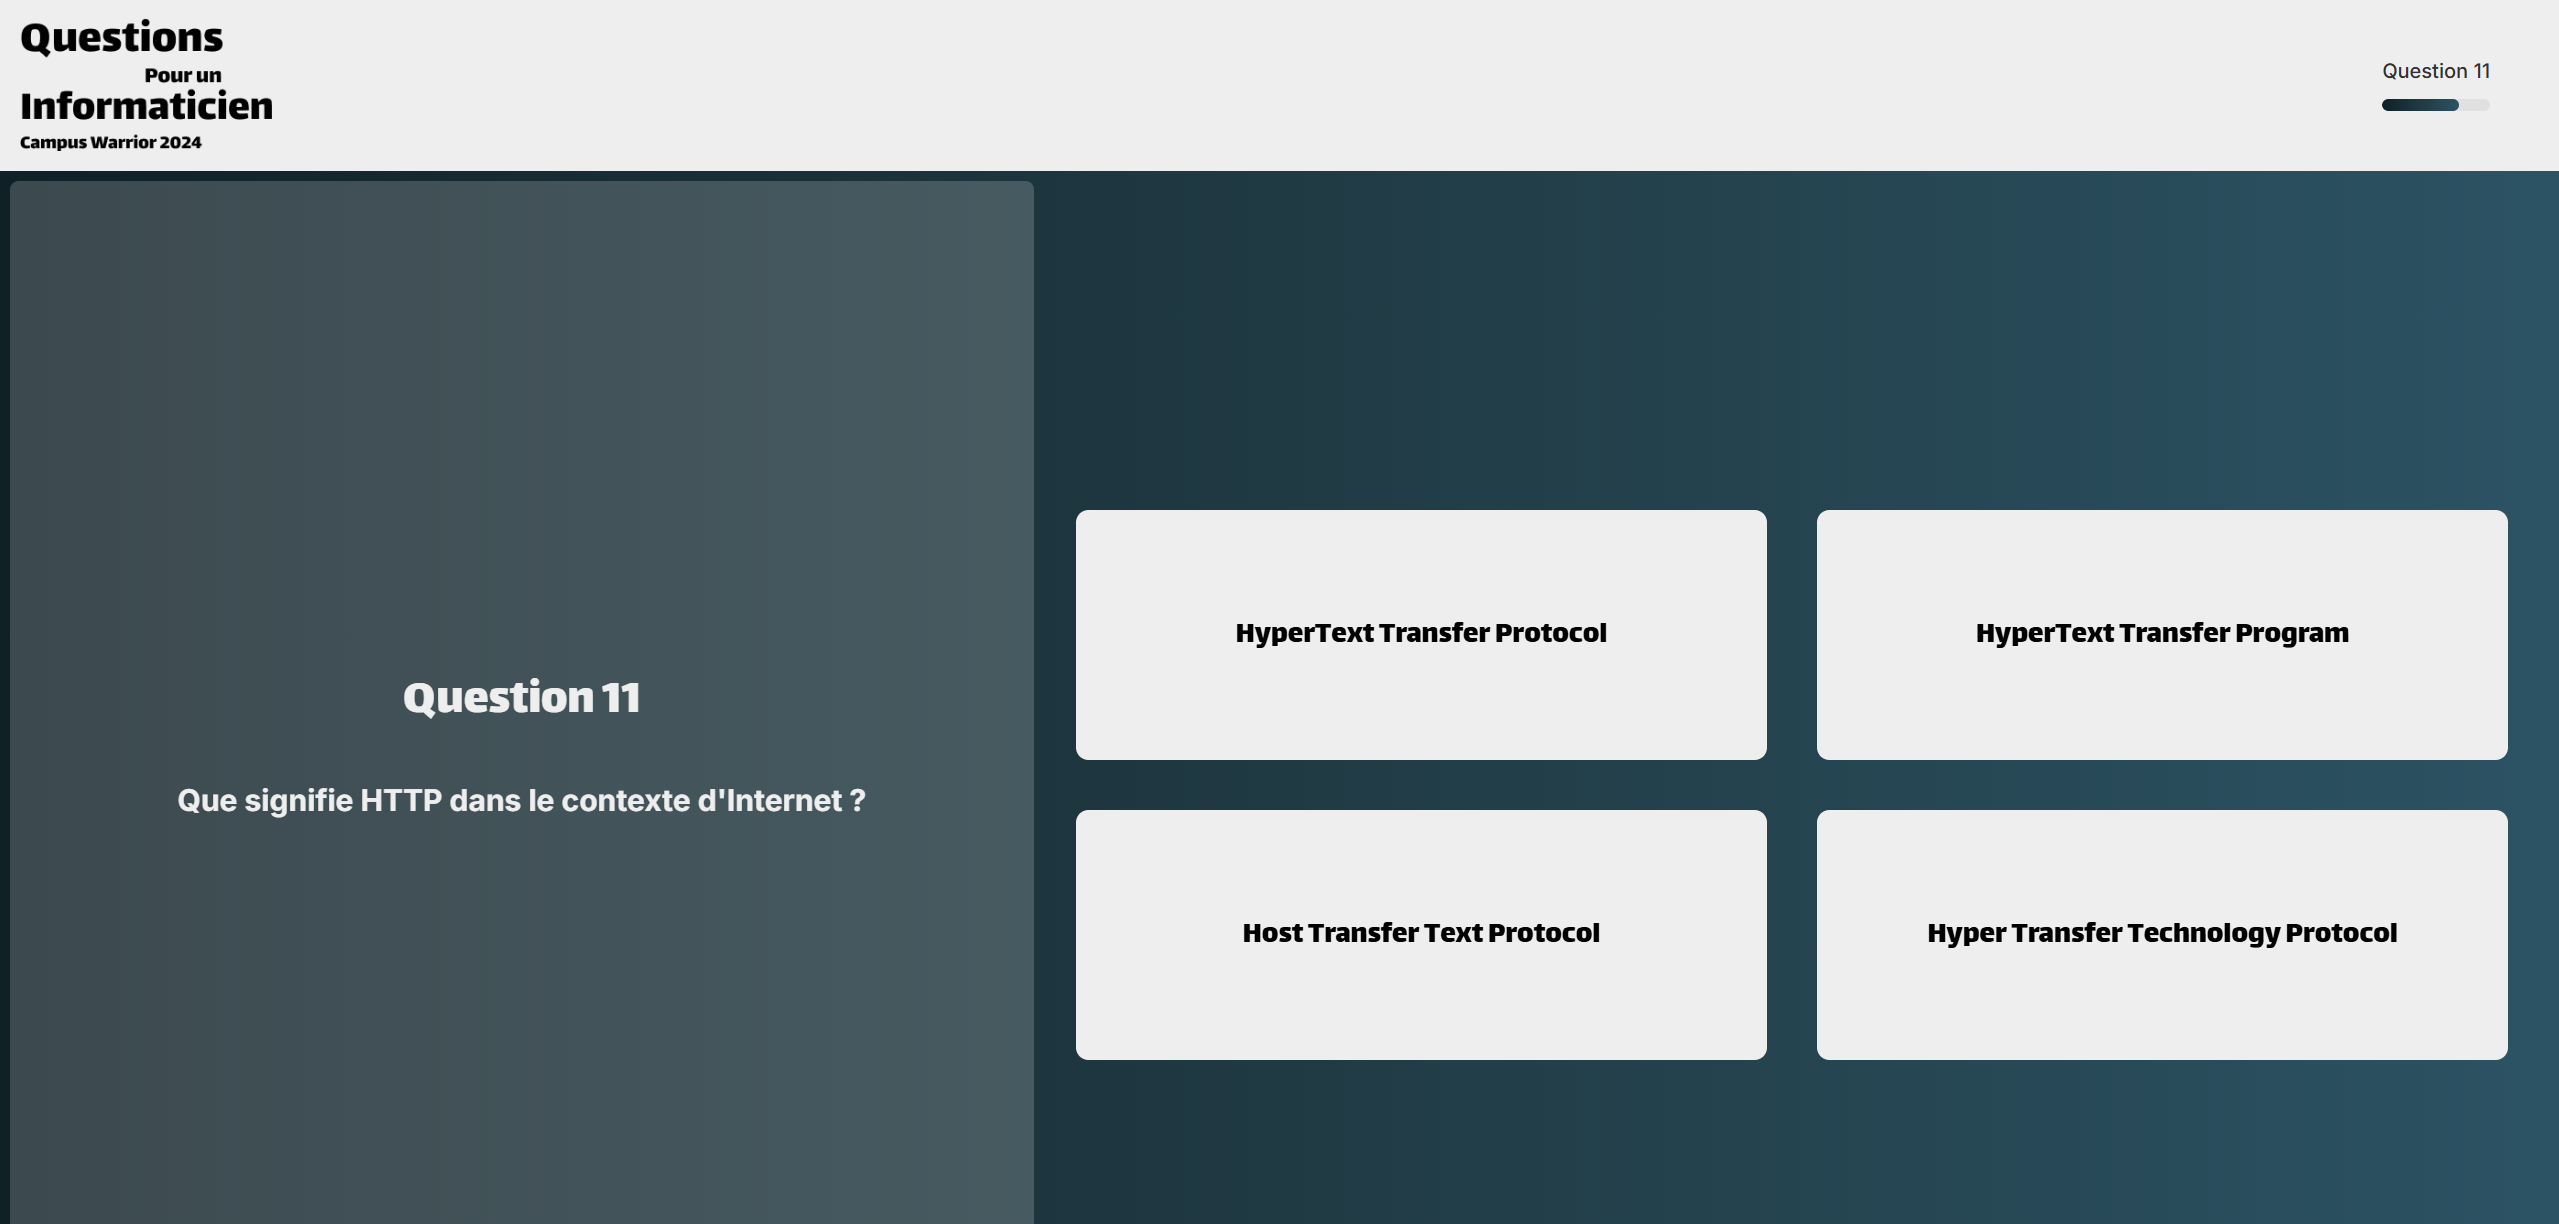 Questions
Pour un
Informaticien
Campus Warrior 2024
Question 11
Question 11
Que signifie HTTP dans le contexte d'Internet ?
HyperText Transfer Protocol
HyperText Transfer Program
Host Transfer Text Protocol
Hyper Transfer Technology Protocol